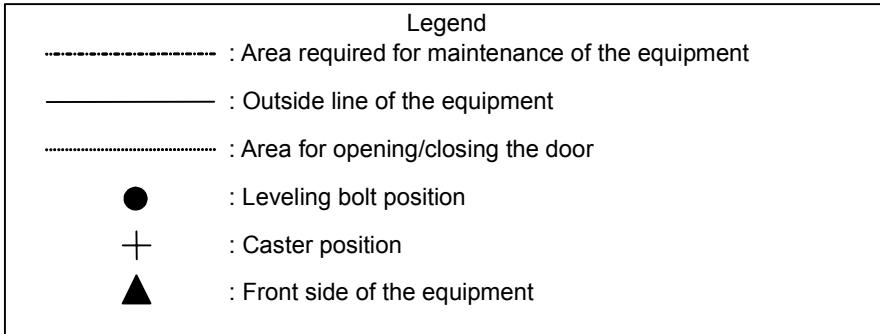 Legend
: Area required for maintenance of the equipment
: Outside line of the equipment
: Area for opening/closing the door
: Leveling bolt position
: Caster position
: Front side of the equipment